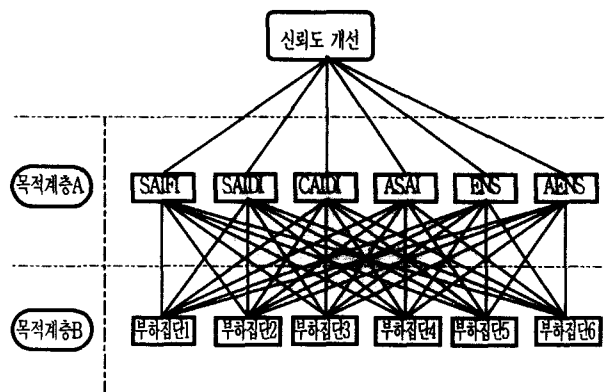 신뢰도 개선
목적계층A
SAIFI
SAIDI
CAIDI
ASAI
ENS
AENS
목적계층B
부하집단1
부하집단2
부하집단3
부하집단4
부하집단5
부하집단6